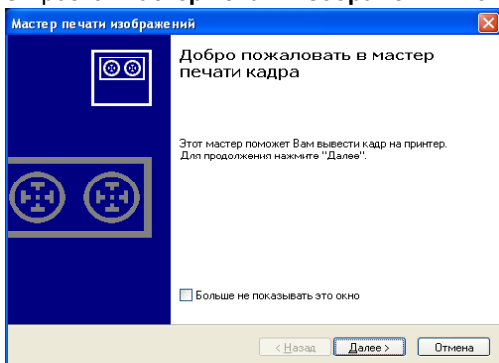 Мастер печати изображений
Добро пожаловать в мастер
печати кадра
Этот мастер поможет Вам вывести кадр на принтер.
Для продолжения нажмите "Далее".
Больше не показывать это окно
< Назад
Далее >
Отмена